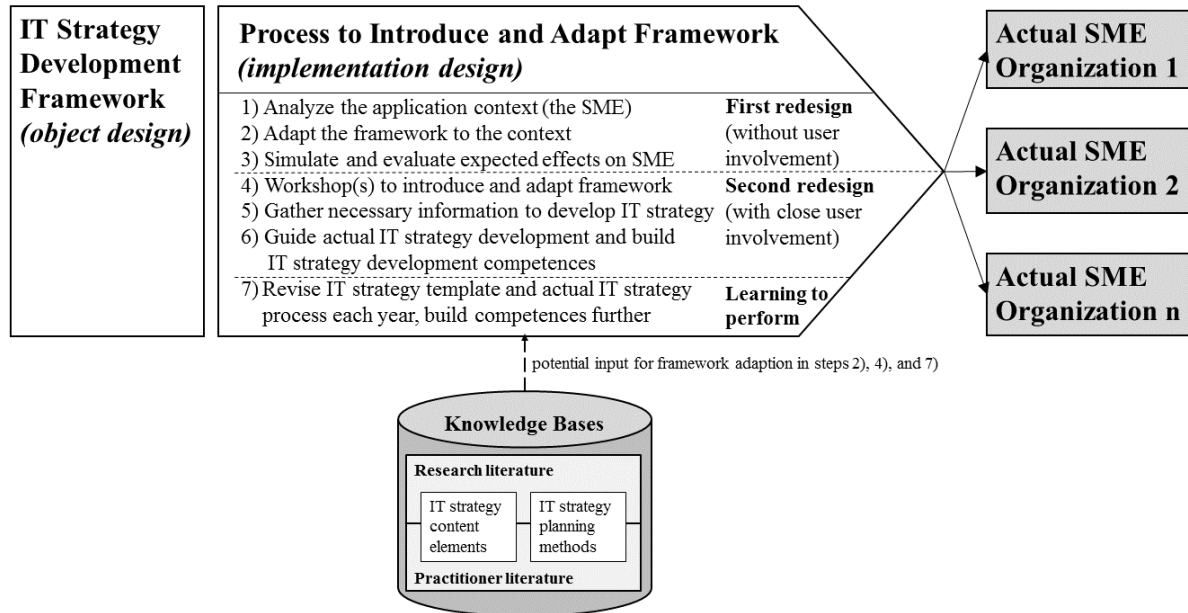 IT Strategy
Development
Framework
(object design)
Process to Introduce and Adapt Framework
(implementation design)
1) Analyze the application context (the SME)
2) Adapt the framework to the context
3) Simulate and evaluate expected effects on SME
First redesign
(without user
involvement)
4) Workshop(s) to introduce and adapt framework
5) Gather necessary information to develop IT strategy
6) Guide actual IT strategy development and build
IT strategy development competences
Second redesign
(with close user
involvement)
7) Revise IT strategy template and actual IT strategy
process each year, build competences further
Learning to
perform
Actual SME
Organization 1
Actual SME
Organization 2
Actual SME
Organization n
potential input for framework adaption in steps 2), 4), and 7)
Knowledge Bases
Research literature
IT strategy
content
elements
IT strategy
planning
methods
Practitioner literature